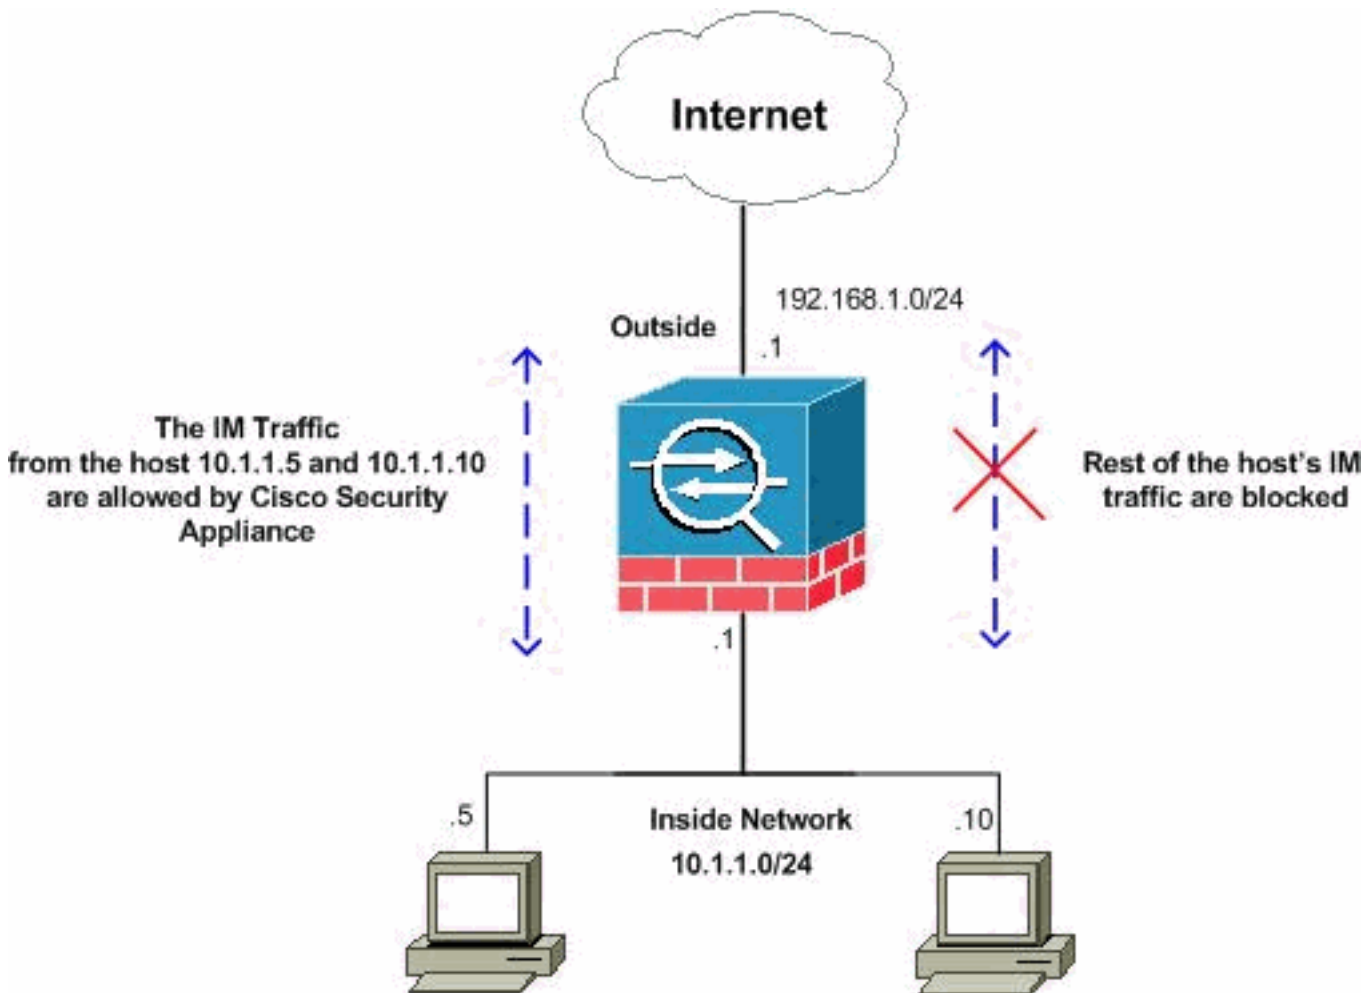 Internet
192.168.1.0/24
Outside
.1
The IM Traffic
from the host 10.1.1.5 and 10.1.1.10
are allowed by Cisco Security
Appliance
Rest of the host's IM
traffic are blocked
.1
.5
Inside Network
10.1.1.0/24
.10